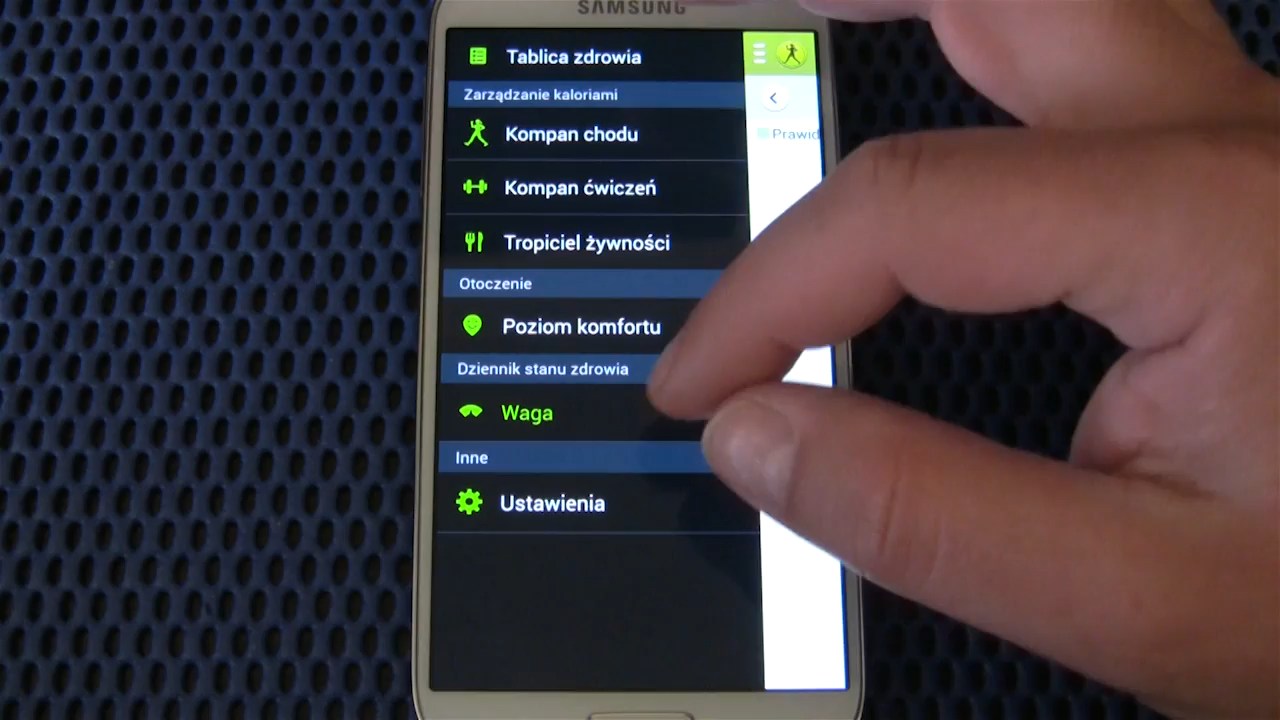 SAMSUNG
Tablica zdrowia
Zarządzanie kaloriami
Kompan chodu
Prawid
Kompan ćwiczeń
Tropiciel żywności
Otoczenie
Poziom komfortu
Dziennik stanu zdrowia
Waga
Inne
Ustawienia